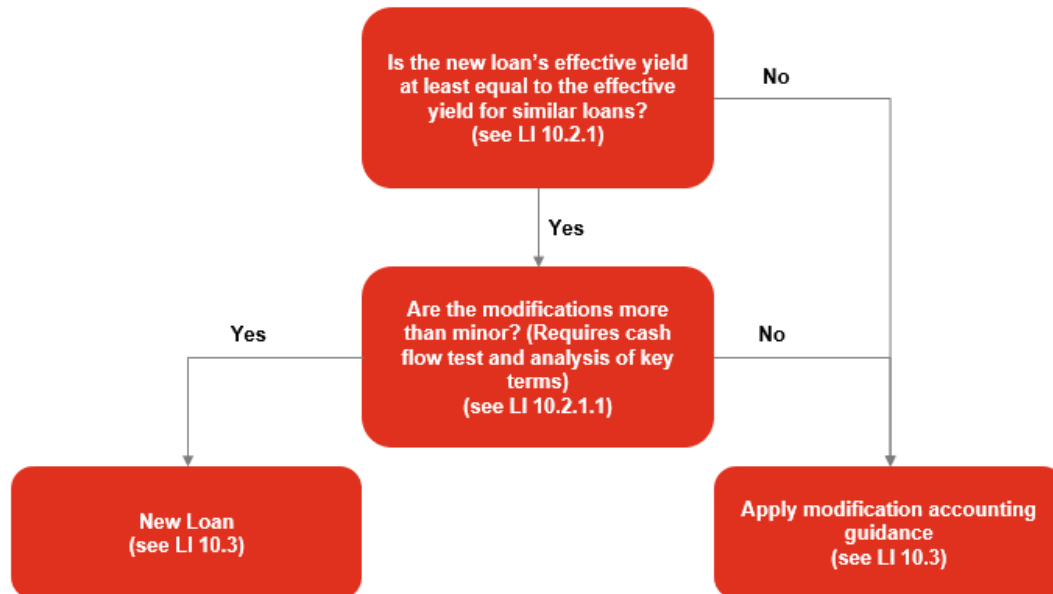 Is the new loan's effective yield
at least equal to the effective
yield for similar loans?
(see LI 10.2.1)
No
Yes
Are the modifications more
than minor? (Requires cash
flow test and analysis of key
terms)
(see LI 10.2.1.1)
Yes
No
New Loan
(see LI 10.3)
Apply modification accounting
guidance
(see LI 10.3)